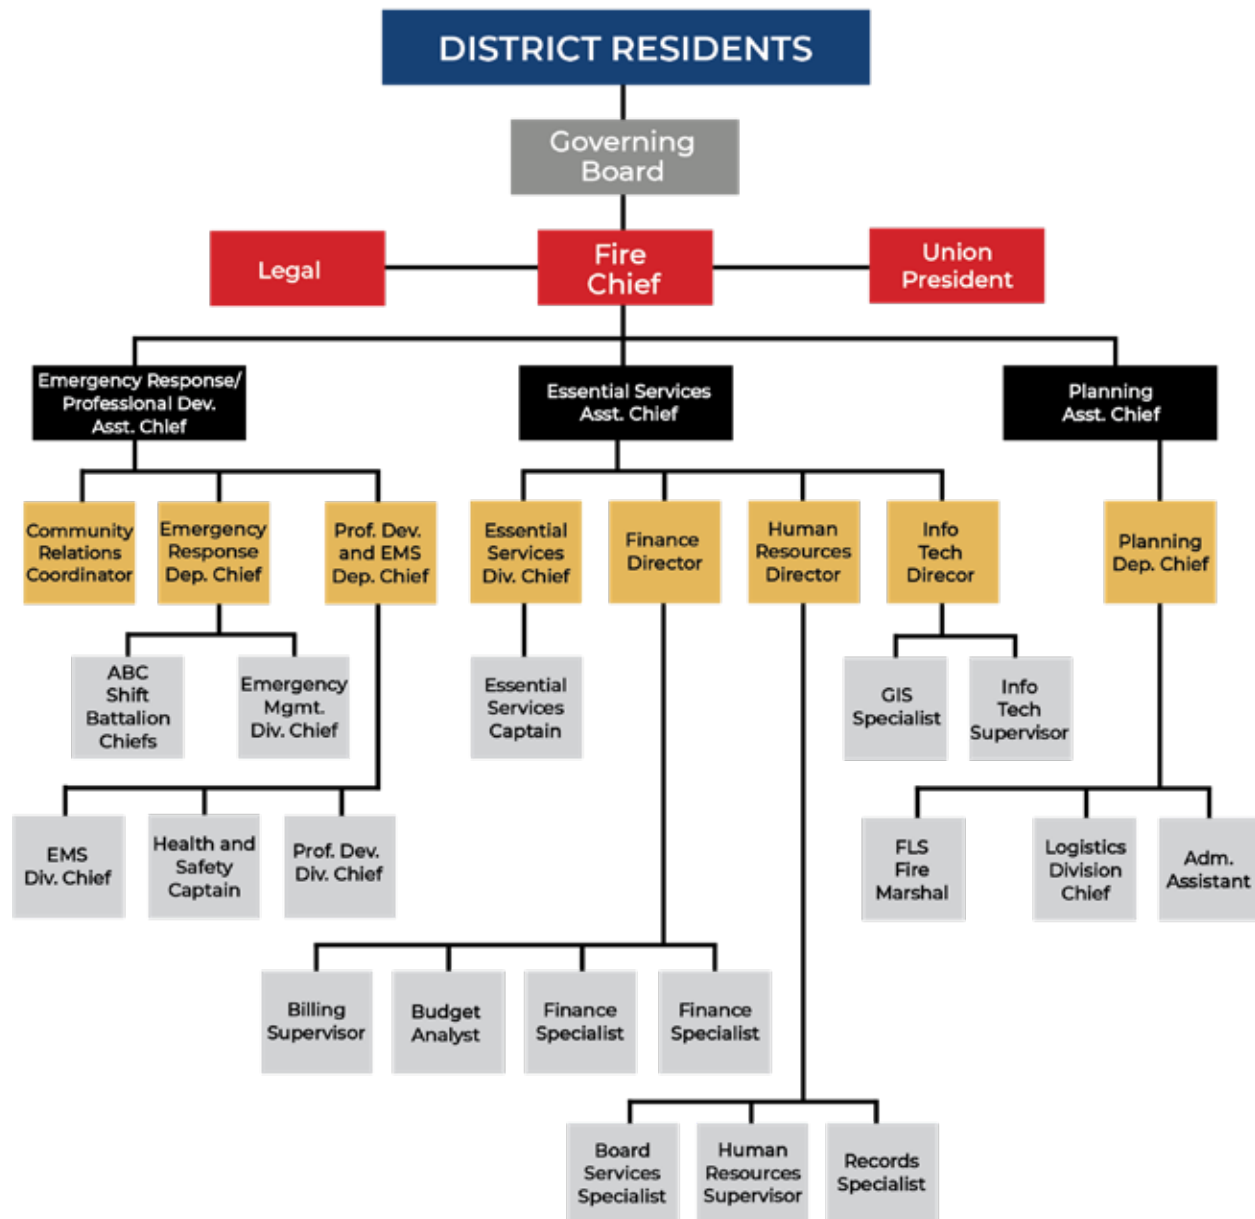 DISTRICT RESIDENTS
Governing
Board
Legal
Fire
Chief
Union
President
Emergency Response/
Professional Dev.
Asst. Chief
Essential Services
Asst. Chief
Planning
Asst. Chief
Community
Relations
Coordinator
Emergency
Response
Dep. Chief
Prof. Dev.
and EMS
Dep. Chief
Essential
Services
Div. Chief
Finance
Director
Human
Resources
Director
Info
Tech
Direcor
Planning
Dep. Chief
ABC
Shift
Battalion
Chiefs
Emergency
Mgmt.
Div. Chief
Essential
Services
Captain
GIS
Specialist
Info
Tech
Supervisor
EMS
Div. Chief
Health and
Safety
Captain
Prof. Dev.
Div. Chief
FLS
Fire
Marshal
Logistics
Division
Chief
Adm.
Assistant
Billing
Supervisor
Budget
Analyst
Finance
Specialist
Finance
Specialist
Board
Services
Specialist
Human
Resources
Supervisor
Records
Specialist